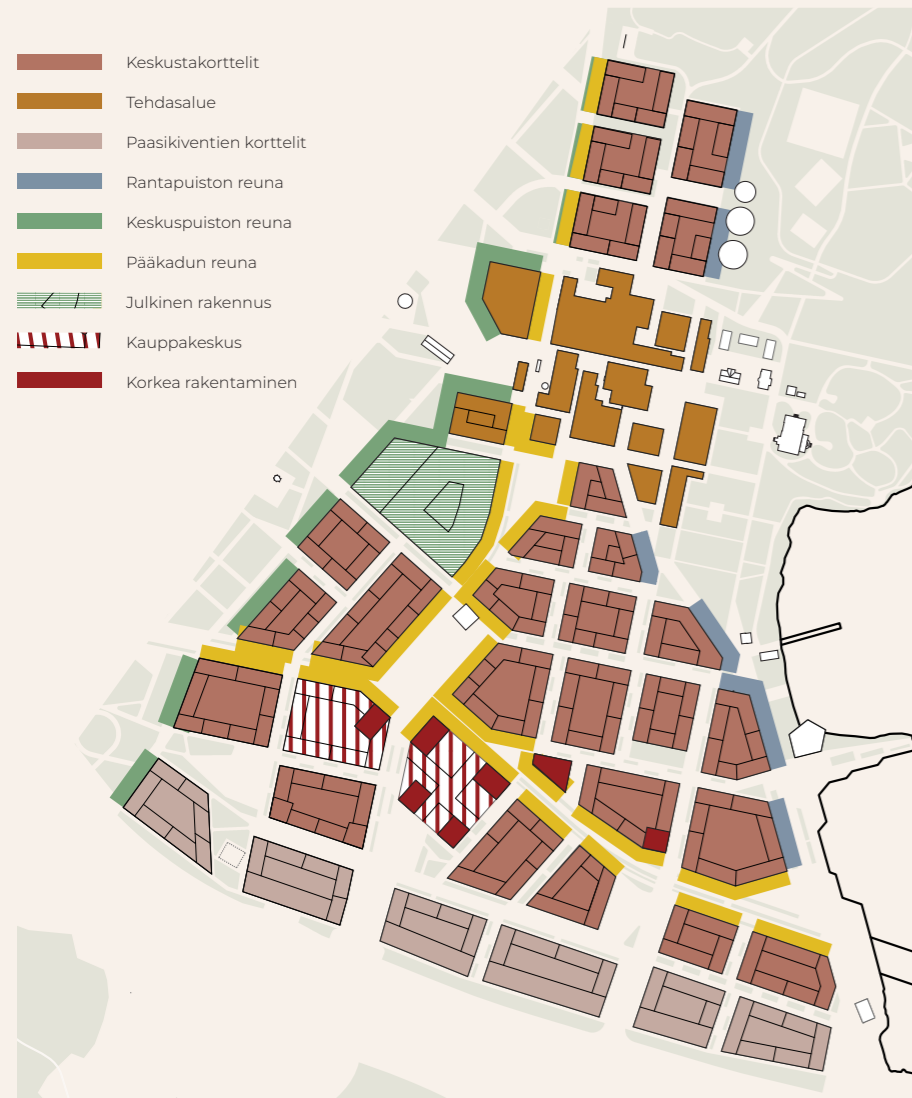 Keskustakorttelit
Tehdasalue
Paasikiventien korttelit
Rantapuiston reuna
Keskuspuiston reuna
Pääkadun reuna
Julkinen rakennus
Kauppakeskus
Korkea rakentaminen